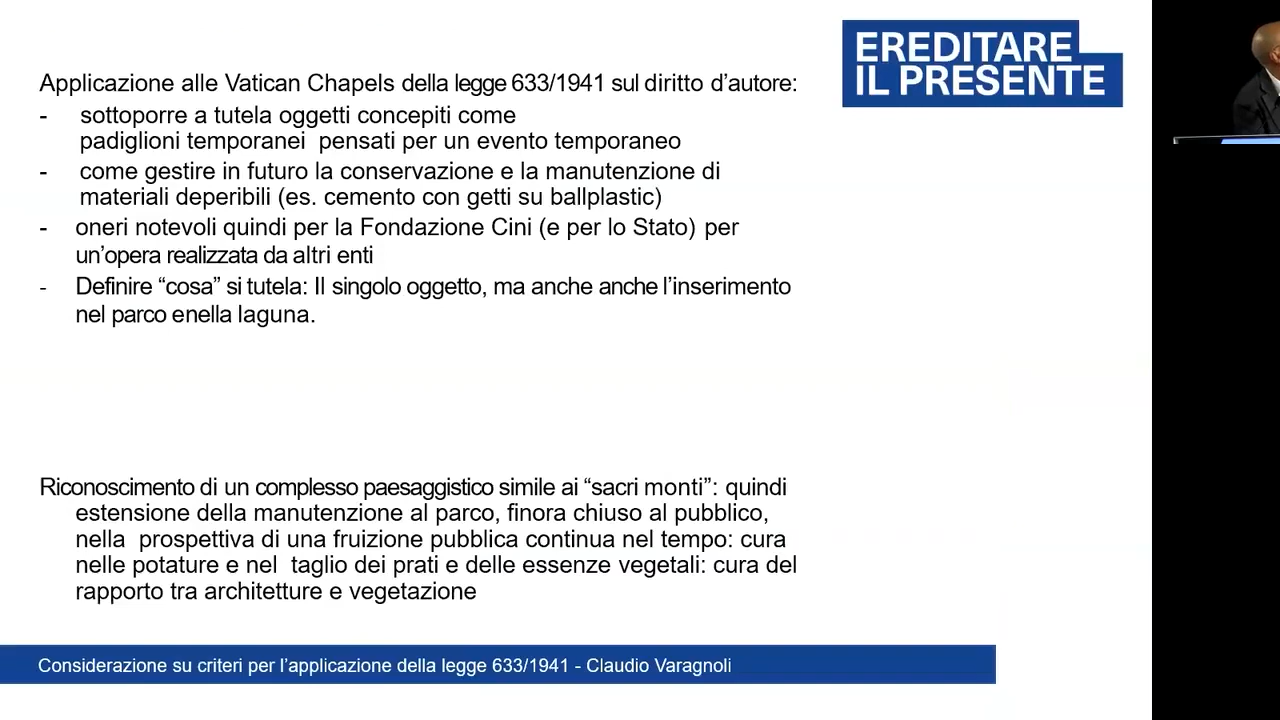 EREDITARE
IL PRESENTE
Applicazione alle Vatican Chapels della legge 633/1941 sul diritto d’autore:
- sottoporre a tutela oggetti concepiti come
padiglioni temporanei pensati per un evento temporaneo
- come gestire in futuro la conservazione e la manutenzione di
materiali deperibili (es. cemento con getti su ballplastic)
- oneri notevoli quindi per la Fondazione Cini (e per lo Stato) per
un’opera realizzata da altri enti
- Definire “cosa” si tutela: Il singolo oggetto, ma anche anche l’inserimento
nel parco enella laguna.
Riconoscimento di un complesso paesaggistico simile ai “sacri monti”: quindi
estensione della manutenzione al parco, finora chiuso al pubblico,
nella prospettiva di una fruizione pubblica continua nel tempo: cura
nelle potature e nel taglio dei prati e delle essenze vegetali: cura del
rapporto tra architetture e vegetazione
Considerazione su criteri per l’applicazione della legge 633/1941 - Claudio Varagnoli